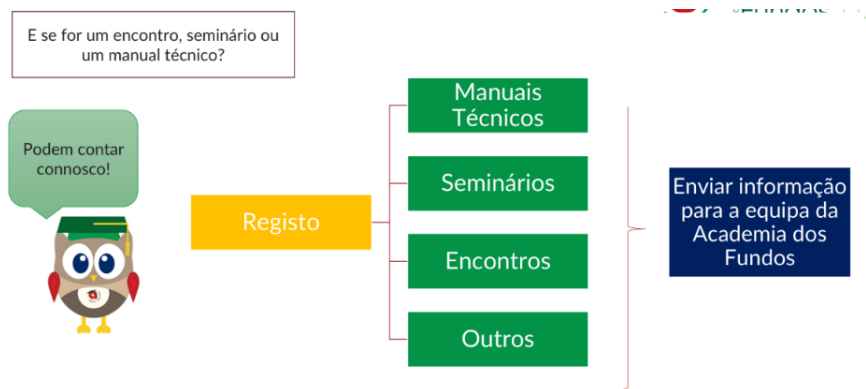 E se for um encontro, seminário ou
um manual técnico?
Podem contar
connosco!
Registo
Manuais
Técnicos
Seminários
Encontros
Outros
Enviar informação
para a equipa da
Academia dos
Fundos